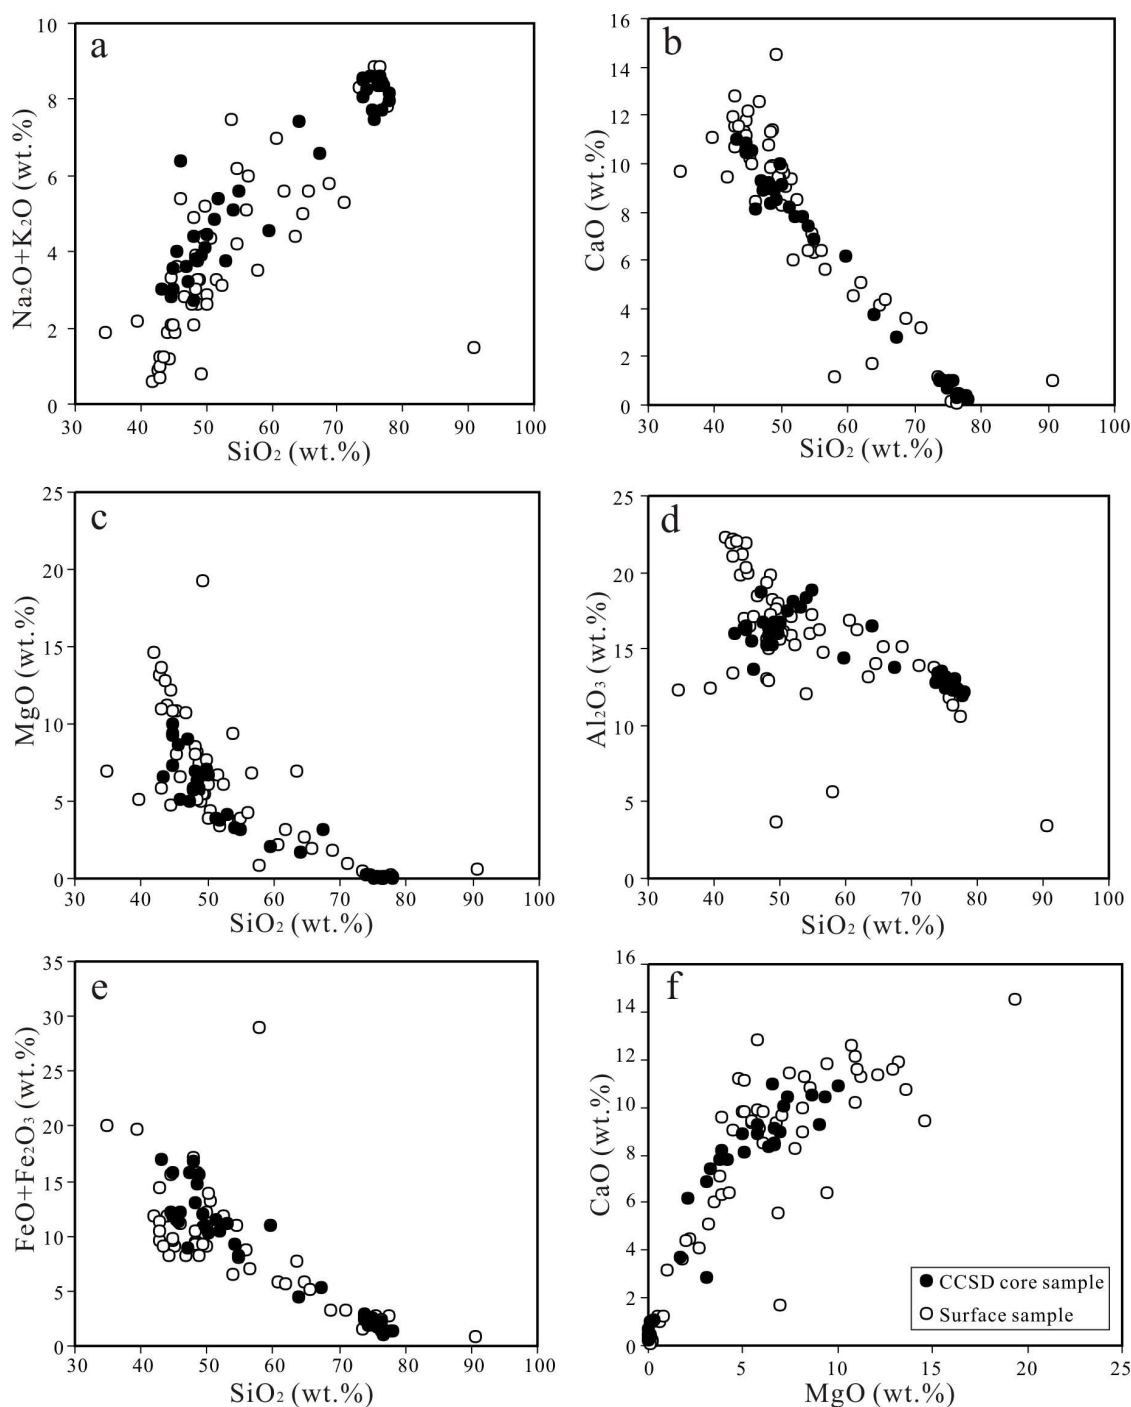 a
Na₂O+K₂O (wt.%)
10
8
6
4
2
0
30 40 50 60 70 80 90 100
SiO₂ (wt.%)
b
CaO (wt.%)
16
14
12
10
8
6
4
2
0
30 40 50 60 70 80 90 100
SiO₂ (wt.%)
c
MgO (wt.%)
25
20
15
10
5
0
30 40 50 60 70 80 90 100
SiO₂ (wt.%)
d
Al₂O₃ (wt.%)
25
20
15
10
5
0
30 40 50 60 70 80 90 100
SiO₂ (wt.%)
e
FeO+Fe₂O₃ (wt.%)
35
30
25
20
15
10
5
0
30 40 50 60 70 80 90 100
SiO₂ (wt.%)
f
CaO (wt.%)
16
14
12
10
8
6
4
2
0
0 5 10 15 20 25
MgO (wt.%)
CCSD core sample
Surface sample